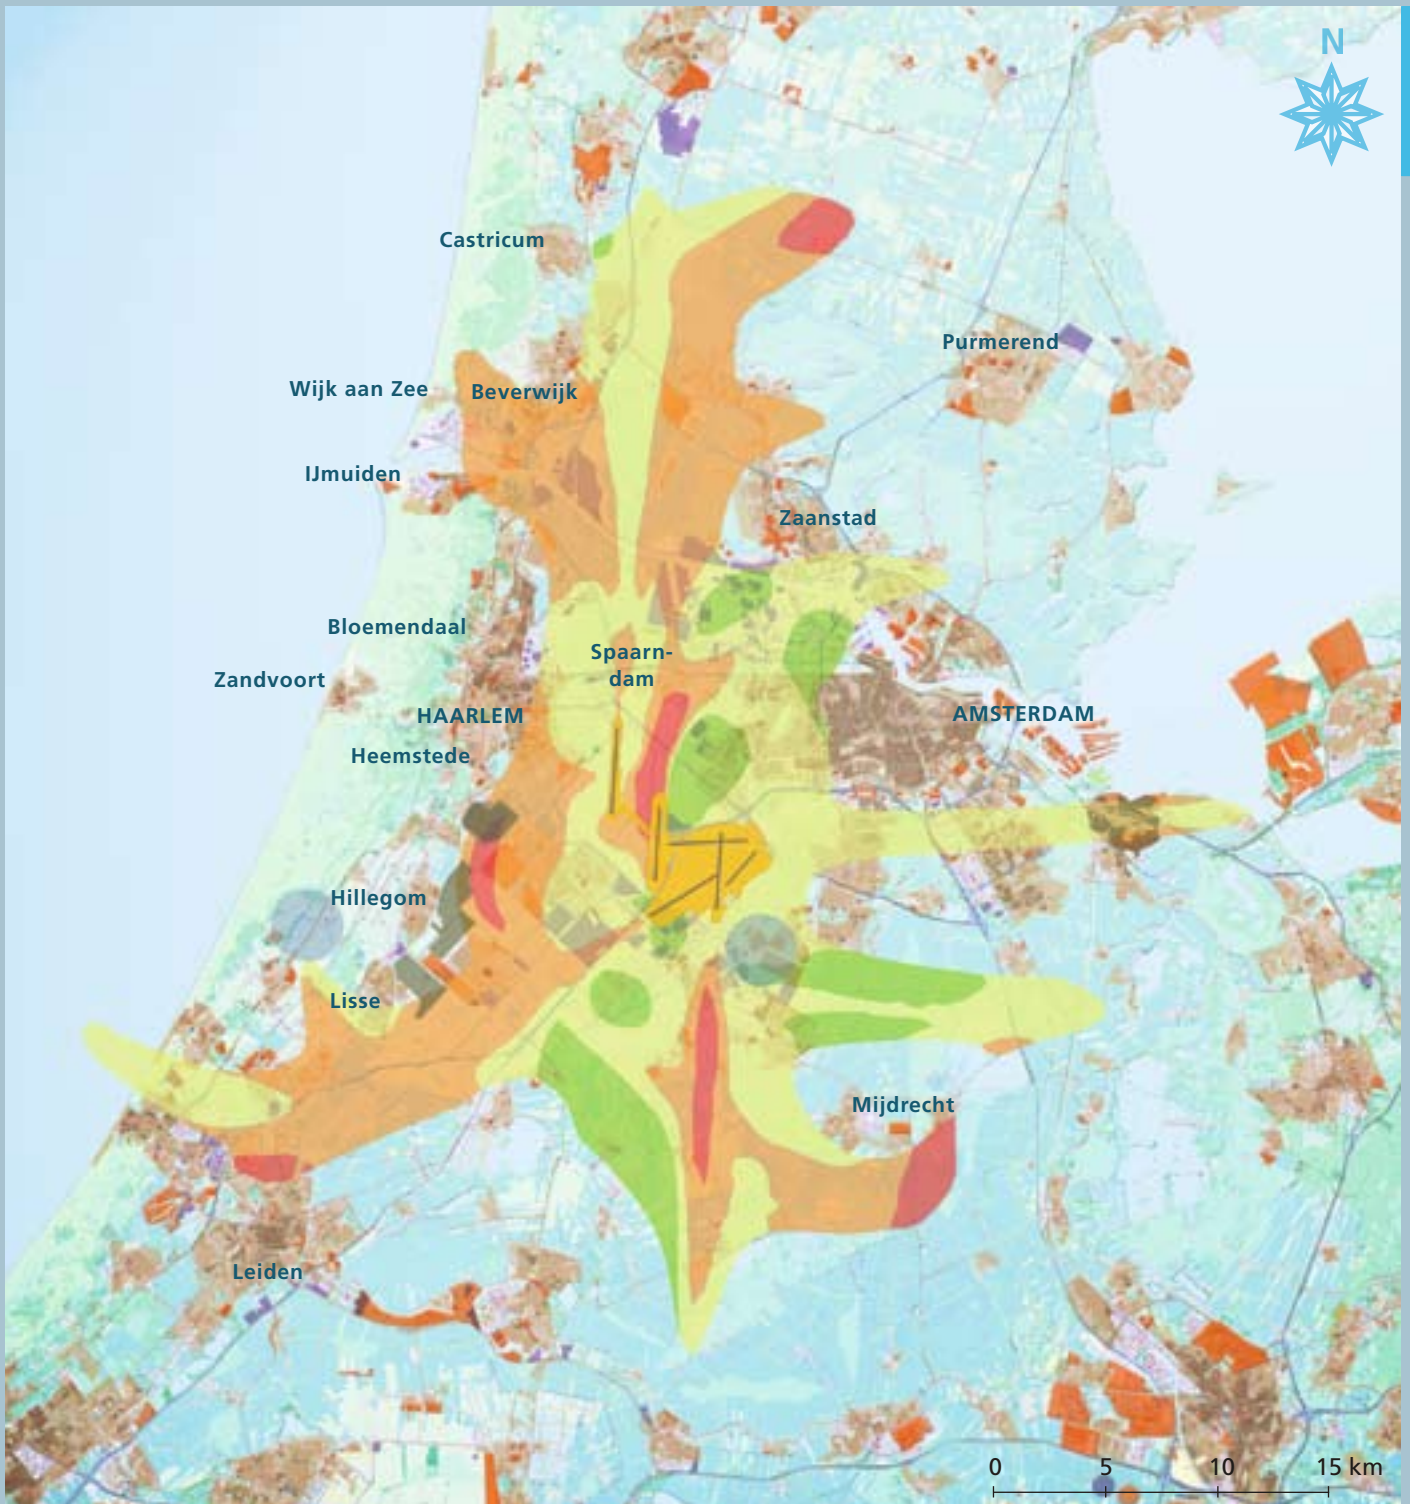 N
Castricum
Purmerend
Wijk aan Zee
Beverwijk
IJmuiden
Zaanstad
Bloemendaal
Spaarn-
dam
Zandvoort
HAARLEM
AMSTERDAM
Heemstede
Hillegom
Lisse
Mijdrecht
Leiden
0 5 10 15 km